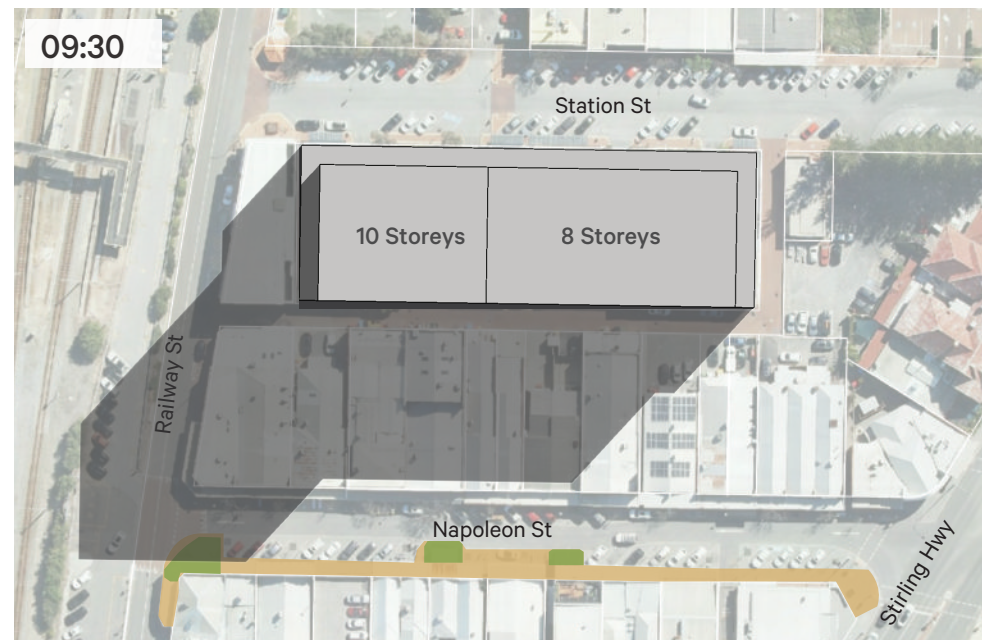 09:30
Station St
10 Storeys
8 Storeys
Railway St
Napoleon St
Stirling Hwy